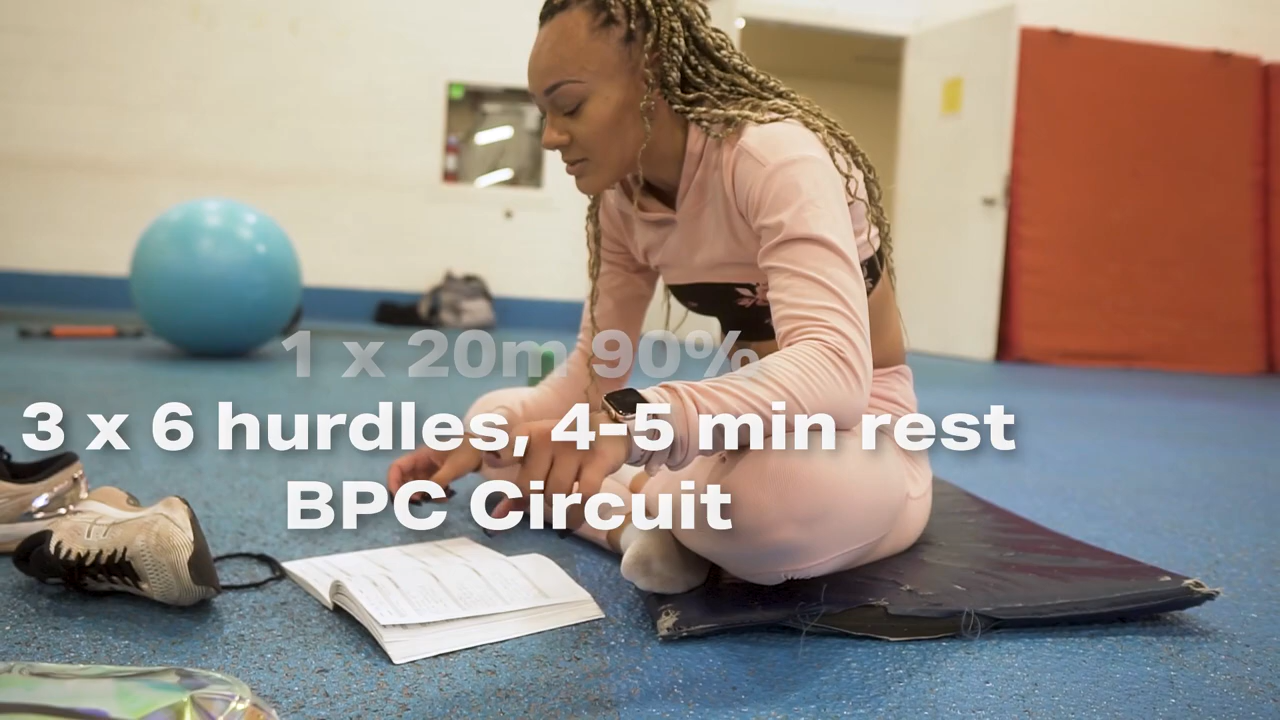 1 x 20m 90%
3 x 6 hurdles, 4-5 min rest
BPC Circuit